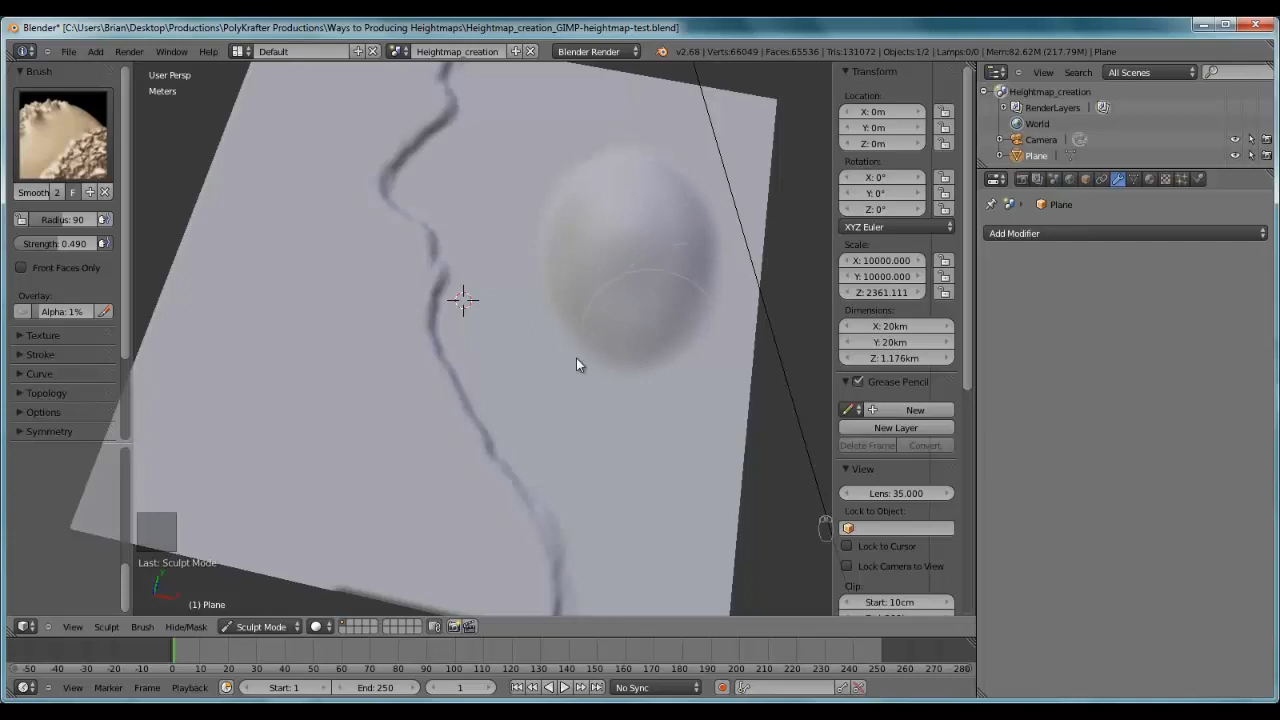 Blender* [C:\Users\Brian\Desktop\Productions\PolyKrafter Productions\Ways to Producing Heightmaps\Heightmap_creation_GIMP-heightmap-test.blend]
File Add Render Window Help Default Heightmap_creation Blender Render v2.68 | Verts:66049 | Faces:65536 | Tris:131072 | Objects:1/2 | Lamps:0/0 | Mem:82.62M (217.79M) | Plane
Brush
User Persp
Meters
Smooth 2 F
Radius: 90
Strength: 0.490
Front Faces Only
Overlay:
Alpha: 1%
Texture
Stroke
Curve
Topology
Options
Symmetry
Last: Sculpt Mode
(1) Plane
Transform
Location:
X: 0m
Y: 0m
Z: 0m
Rotation:
X: 0°
Y: 0°
Z: 0°
XYZ Euler
Scale:
X: 10000.000
Y: 10000.000
Z: 2361.111
Dimensions:
X: 20km
Y: 20km
Z: 1.176km
Grease Pencil
New
New Layer
Delete Frame Convert
View
Lens: 35.000
Lock to Object:
Lock to Cursor
Lock Camera to View
Clip:
Start: 10cm
View Search All Scenes
Heightmap_creation
RenderLayers
World
Camera
Plane
Plane
Add Modifier
View Sculpt Brush Hide/Mask Sculpt Mode
-50 -40 -30 -20 -10 0 10 20 30 40 50 60 70 80 90 100 110 120 130 140 150 160 170 180 190 200 210 220 230 240 250 260 270 280
View Marker Frame Playback Start: 1 End: 250 1 No Sync